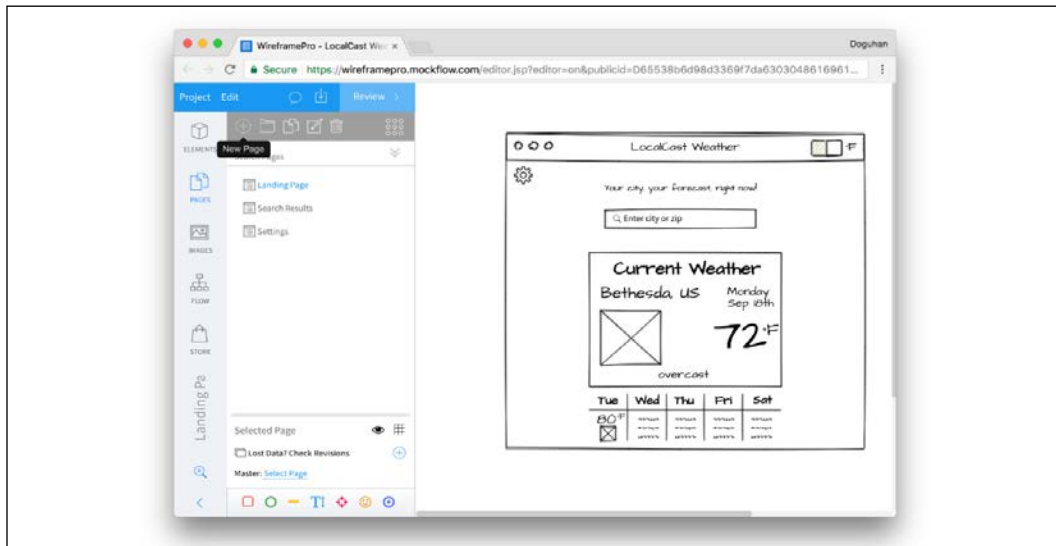 WireframePro - LocalCast We
Doguhan
Secure https://wireframepro.mockflow.com/editor.jsp?editor=on&publicid=D65538b6d98d3369f7da6303048616961...
Project Edit Review
ELEMENTS
New Page
Search Pages
PAGES
Landing Page
Search Results
Settings
IMAGES
FLOW
STORE
Landing Pa
Selected Page
Lost Data? Check Revisions
Master: Select Page
LocalCast Weather
°F
Your city, your forecast, right now!
Enter city or zip
Current Weather
Bethesda, US
Monday
Sep 18th
72°F
overcast
Tue Wed Thu Fri Sat
80°F